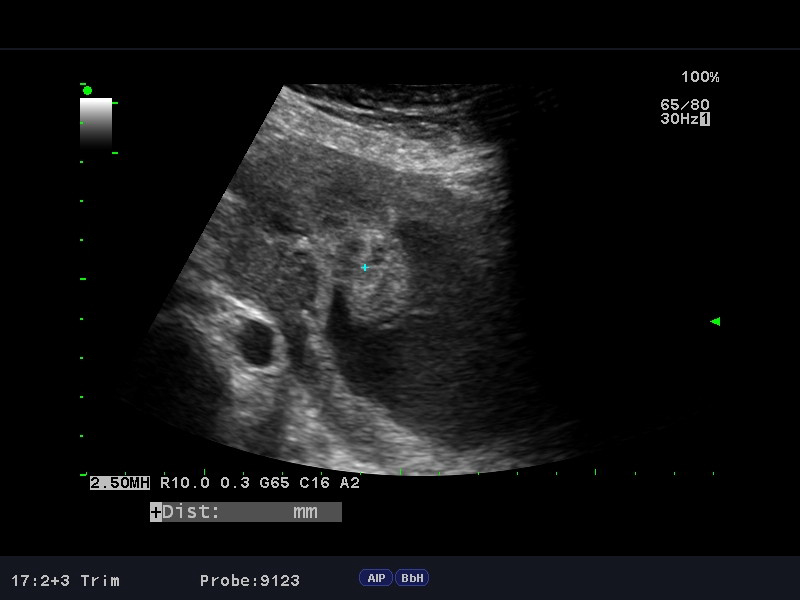 100%
65/80
30Hz1
2.50MH R10.0 0.3 G65 C16 A2
+Dist: mm
17:2+3 Trim Probe:9123 AIP BbH